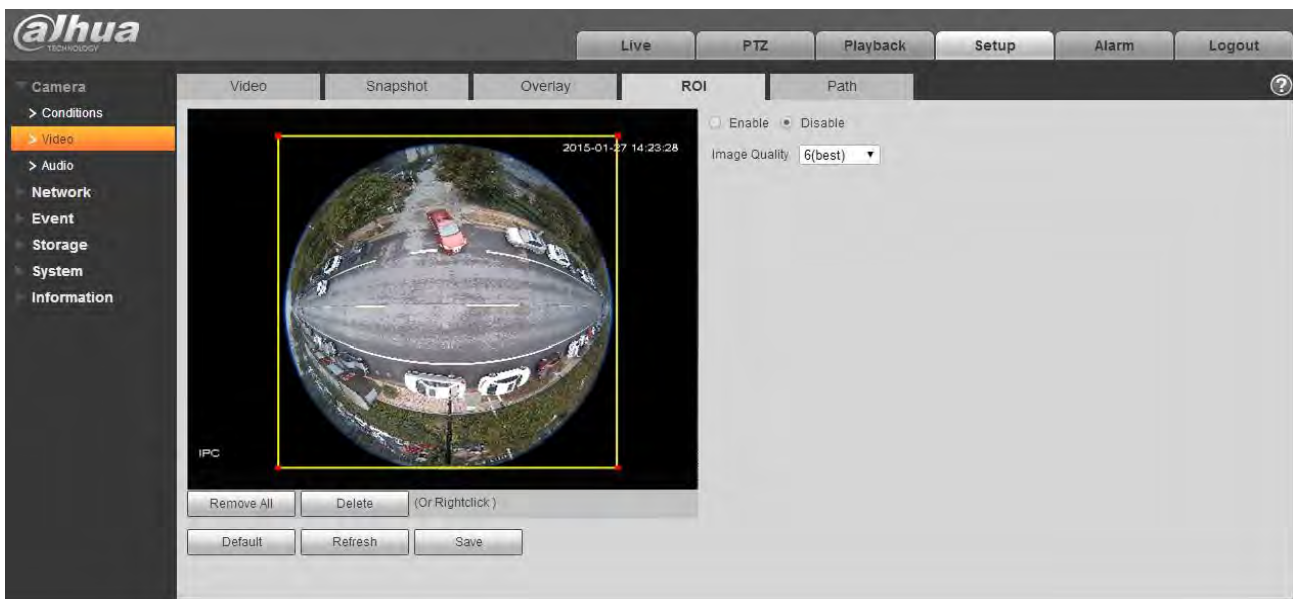 alhua
TECHNOLOGY
Live PTZ Playback Setup Alarm Logout
Camera
> Conditions
> Video
> Audio
Network
Event
Storage
System
Information
Video Snapshot Overlay ROI Path
?
2015-01-27 14:23:28
IPC
Enable Disable
Image Quality 6(best)
Remove All Delete (Or Rightclick )
Default Refresh Save